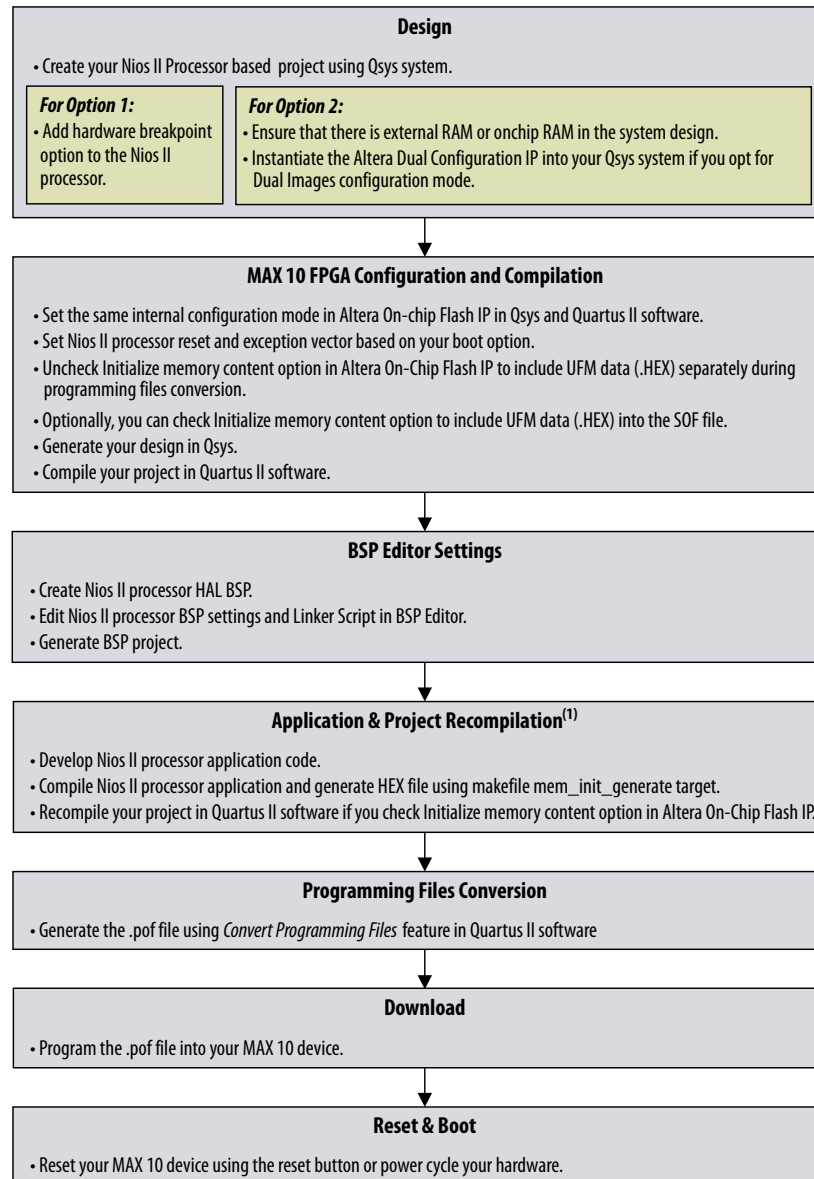 Design
• Create your Nios II Processor based project using Qsys system.
For Option 1:
• Add hardware breakpoint
option to the Nios II
processor.
For Option 2:
• Ensure that there is external RAM or onchip RAM in the system design.
• Instantiate the Altera Dual Configuration IP into your Qsys system if you opt for
Dual Images configuration mode.
MAX 10 FPGA Configuration and Compilation
• Set the same internal configuration mode in Altera On-chip Flash IP in Qsys and Quartus II software.
• Set Nios II processor reset and exception vector based on your boot option.
• Uncheck Initialize memory content option in Altera On-Chip Flash IP to include UFM data (.HEX) separately during
programming files conversion.
• Optionally, you can check Initialize memory content option to include UFM data (.HEX) into the SOF file.
• Generate your design in Qsys.
• Compile your project in Quartus II software.
BSP Editor Settings
• Create Nios II processor HAL BSP.
• Edit Nios II processor BSP settings and Linker Script in BSP Editor.
• Generate BSP project.
Application & Project Recompilation(1)
• Develop Nios II processor application code.
• Compile Nios II processor application and generate HEX file using makefile mem_init_generate target.
• Recompile your project in Quartus II software if you check Initialize memory content option in Altera On-Chip Flash IP.
Programming Files Conversion
• Generate the .pof file using Convert Programming Files feature in Quartus II software
Download
• Program the .pof file into your MAX 10 device.
Reset & Boot
• Reset your MAX 10 device using the reset button or power cycle your hardware.